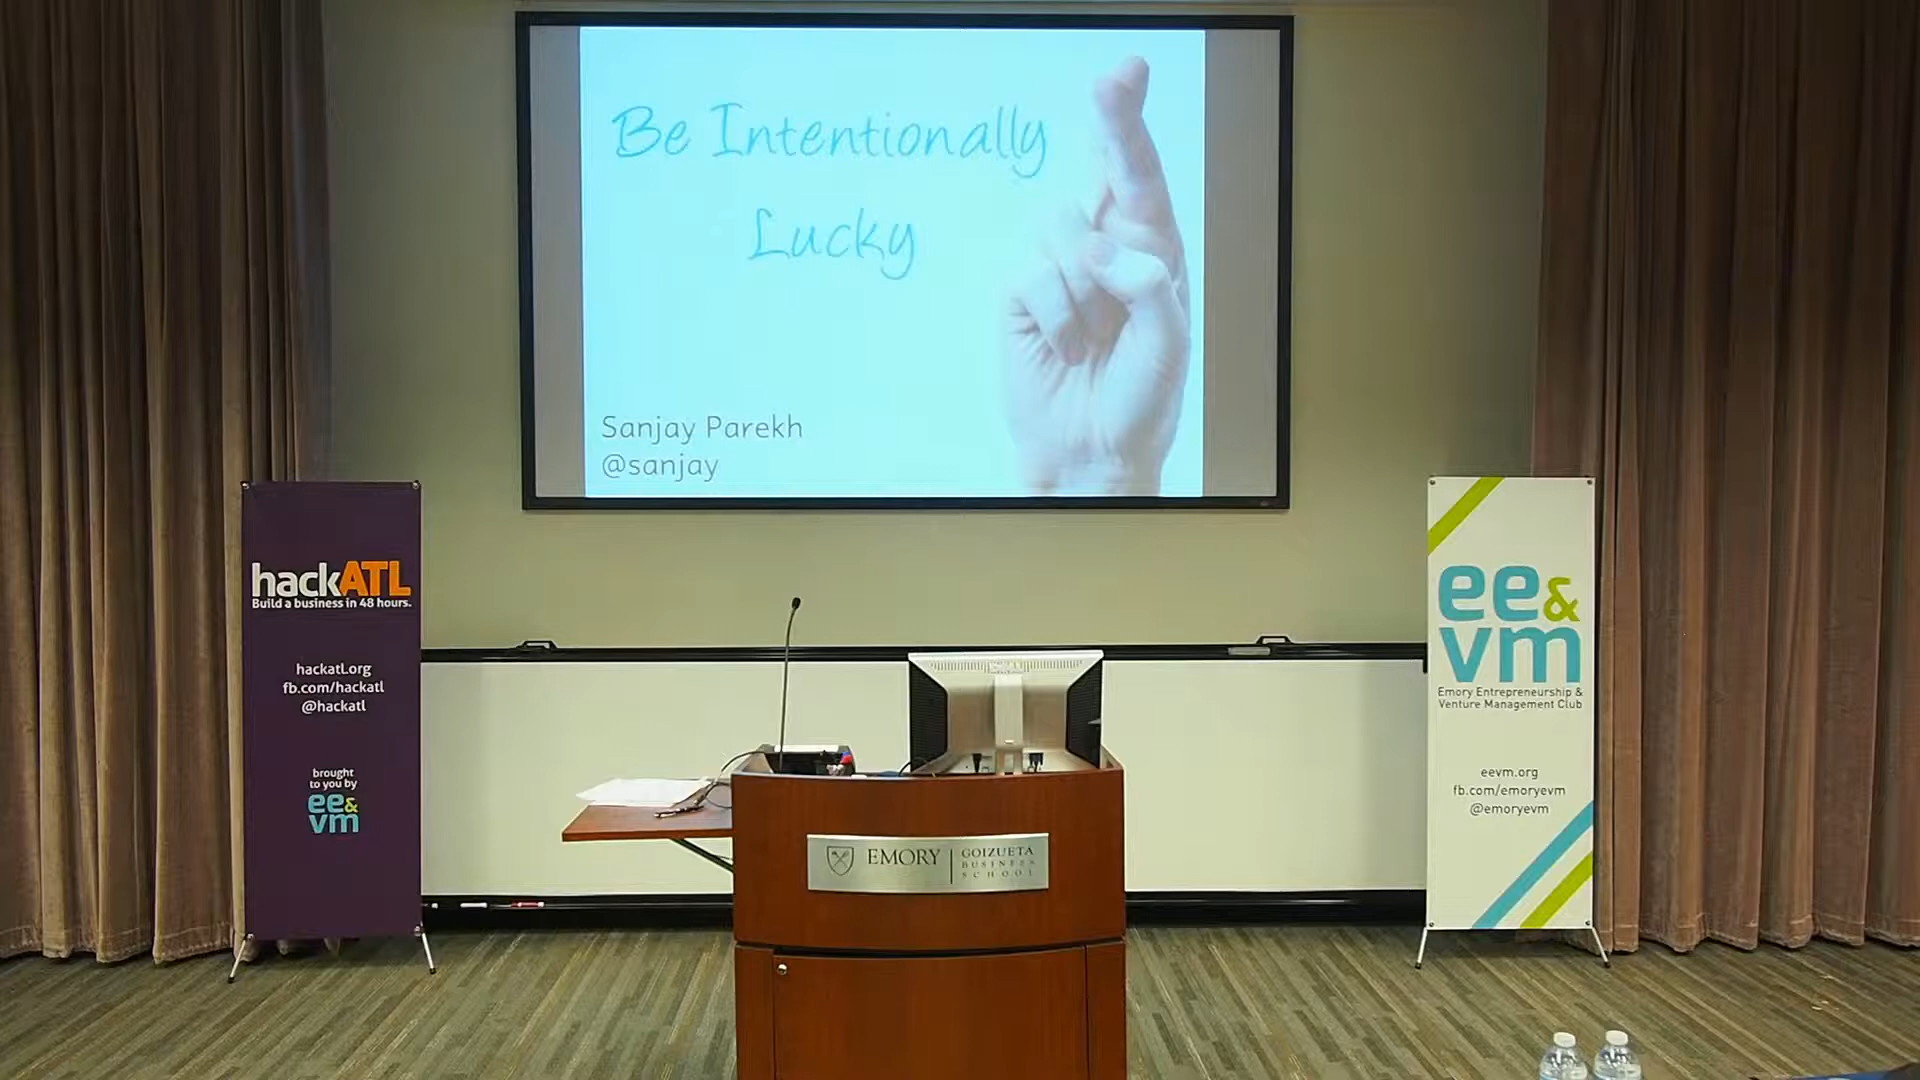 Be Intentionally
Lucky
Sanjay Parekh
@sanjay
hackATL
Build a business in 48 hours.
hackatl.org
fb.com/hackatl
@hackatl
brought
to you by
ee&
vm
EMORY
GOIZUETA
BUSINESS
SCHOOL
ee&
vm
Emory Entrepreneurship &
Venture Management Club
eevm.org
fb.com/emoryevm
@emoryevm